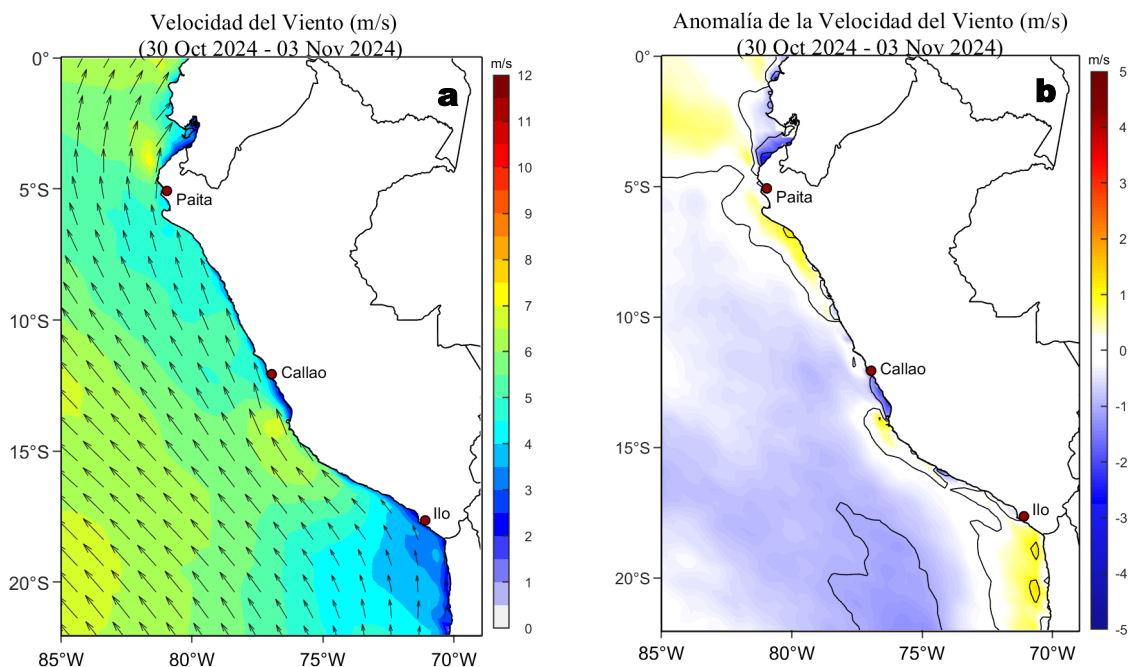 Velocidad del Viento (m/s)
(30 Oct 2024 - 03 Nov 2024)
a
m/s
12
11
10
9
8
7
6
5
4
3
2
1
0
0°
5°S
10°S
15°S
20°S
85°W
80°W
75°W
70°W
Paita
Callao
Ilo
Anomalía de la Velocidad del Viento (m/s)
(30 Oct 2024 - 03 Nov 2024)
b
m/s
5
4
3
2
1
0
-1
-2
-3
-4
-5
0°
5°S
10°S
15°S
20°S
85°W
80°W
75°W
70°W
Paita
Callao
Ilo